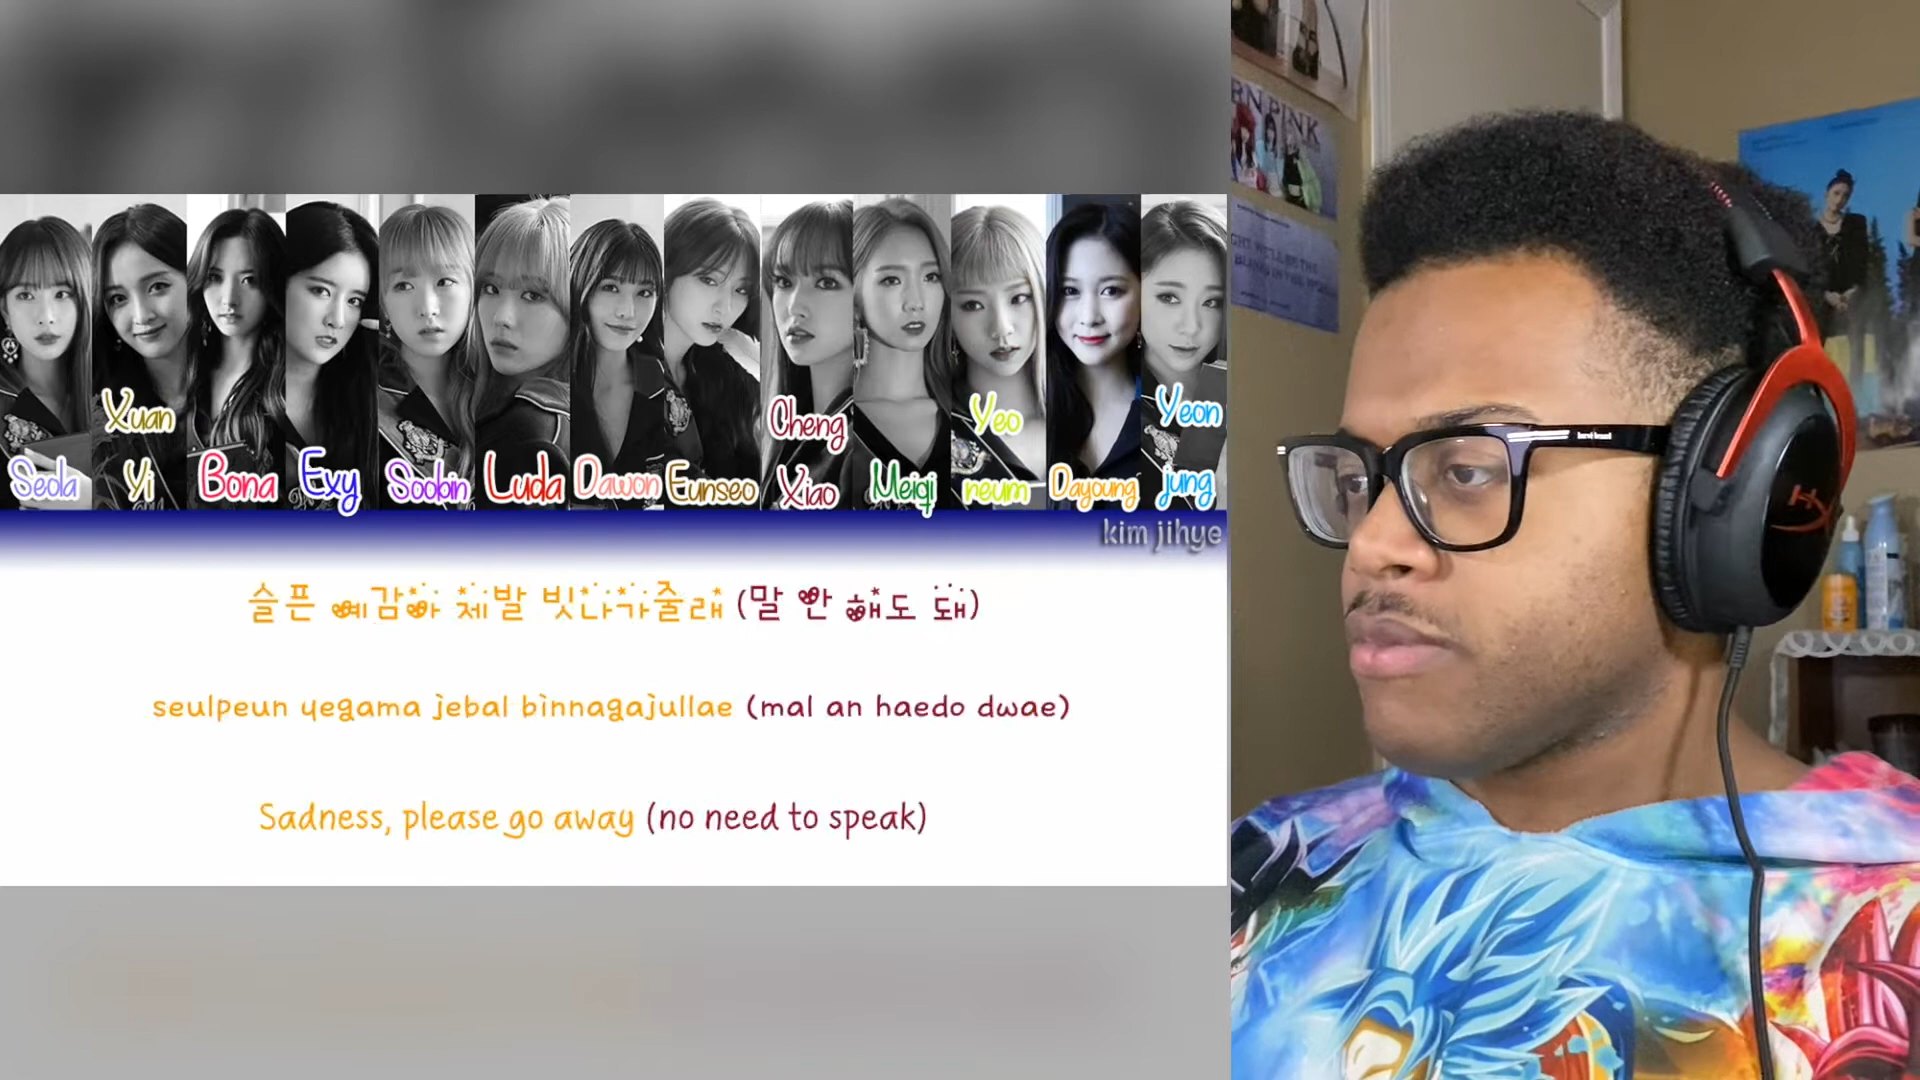 Seola
Xuan
Yi
Bona
Exy
Soobin
Luda
Dawon
Eunseo
Cheng
Xiao
Meiqi
Yeo
neum
Dayoung
Yeon
jung
kim jihye
슬픈 예감아 제발 빗나가줄래 (말 안 해도 돼)
seulpeun yegama jebal binnagajullae (mal an haedo dwae)
Sadness, please go away (no need to speak)
PINK